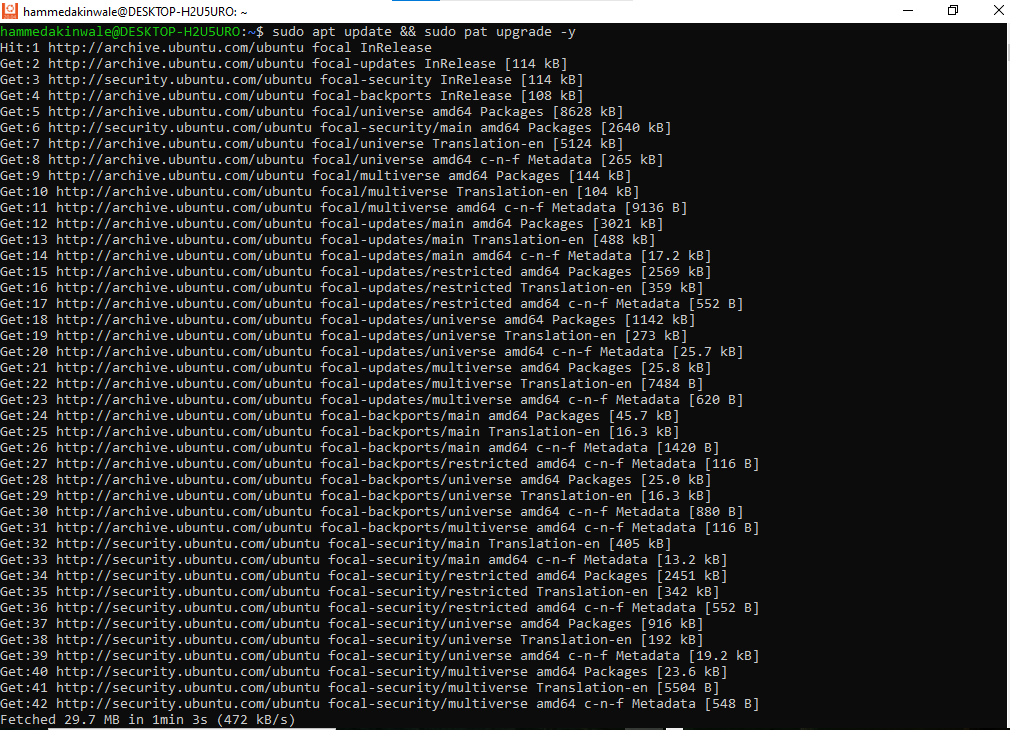 hammedakinwale@DESKTOP-H2U5URO: ~
hammedakinwale@DESKTOP-H2U5URO:~$ sudo apt update && sudo pat upgrade -y
Hit:1 http://archive.ubuntu.com/ubuntu focal InRelease
Get:2 http://archive.ubuntu.com/ubuntu focal-updates InRelease [114 kB]
Get:3 http://security.ubuntu.com/ubuntu focal-security InRelease [114 kB]
Get:4 http://archive.ubuntu.com/ubuntu focal-backports InRelease [108 kB]
Get:5 http://archive.ubuntu.com/ubuntu focal/universe amd64 Packages [8628 kB]
Get:6 http://security.ubuntu.com/ubuntu focal-security/main amd64 Packages [2640 kB]
Get:7 http://archive.ubuntu.com/ubuntu focal/universe Translation-en [5124 kB]
Get:8 http://archive.ubuntu.com/ubuntu focal/universe amd64 c-n-f Metadata [265 kB]
Get:9 http://archive.ubuntu.com/ubuntu focal/multiverse amd64 Packages [144 kB]
Get:10 http://archive.ubuntu.com/ubuntu focal/multiverse Translation-en [104 kB]
Get:11 http://archive.ubuntu.com/ubuntu focal/multiverse amd64 c-n-f Metadata [9136 B]
Get:12 http://archive.ubuntu.com/ubuntu focal-updates/main amd64 Packages [3021 kB]
Get:13 http://archive.ubuntu.com/ubuntu focal-updates/main Translation-en [488 kB]
Get:14 http://archive.ubuntu.com/ubuntu focal-updates/main amd64 c-n-f Metadata [17.2 kB]
Get:15 http://archive.ubuntu.com/ubuntu focal-updates/restricted amd64 Packages [2569 kB]
Get:16 http://archive.ubuntu.com/ubuntu focal-updates/restricted Translation-en [359 kB]
Get:17 http://archive.ubuntu.com/ubuntu focal-updates/restricted amd64 c-n-f Metadata [552 B]
Get:18 http://archive.ubuntu.com/ubuntu focal-updates/universe amd64 Packages [1142 kB]
Get:19 http://archive.ubuntu.com/ubuntu focal-updates/universe Translation-en [273 kB]
Get:20 http://archive.ubuntu.com/ubuntu focal-updates/universe amd64 c-n-f Metadata [25.7 kB]
Get:21 http://archive.ubuntu.com/ubuntu focal-updates/multiverse amd64 Packages [25.8 kB]
Get:22 http://archive.ubuntu.com/ubuntu focal-updates/multiverse Translation-en [7484 B]
Get:23 http://archive.ubuntu.com/ubuntu focal-updates/multiverse amd64 c-n-f Metadata [620 B]
Get:24 http://archive.ubuntu.com/ubuntu focal-backports/main amd64 Packages [45.7 kB]
Get:25 http://archive.ubuntu.com/ubuntu focal-backports/main Translation-en [16.3 kB]
Get:26 http://archive.ubuntu.com/ubuntu focal-backports/main amd64 c-n-f Metadata [1420 B]
Get:27 http://archive.ubuntu.com/ubuntu focal-backports/restricted amd64 c-n-f Metadata [116 B]
Get:28 http://archive.ubuntu.com/ubuntu focal-backports/universe amd64 Packages [25.0 kB]
Get:29 http://archive.ubuntu.com/ubuntu focal-backports/universe Translation-en [16.3 kB]
Get:30 http://archive.ubuntu.com/ubuntu focal-backports/universe amd64 c-n-f Metadata [880 B]
Get:31 http://archive.ubuntu.com/ubuntu focal-backports/multiverse amd64 c-n-f Metadata [116 B]
Get:32 http://security.ubuntu.com/ubuntu focal-security/main Translation-en [405 kB]
Get:33 http://security.ubuntu.com/ubuntu focal-security/main amd64 c-n-f Metadata [13.2 kB]
Get:34 http://security.ubuntu.com/ubuntu focal-security/restricted amd64 Packages [2451 kB]
Get:35 http://security.ubuntu.com/ubuntu focal-security/restricted Translation-en [342 kB]
Get:36 http://security.ubuntu.com/ubuntu focal-security/restricted amd64 c-n-f Metadata [552 B]
Get:37 http://security.ubuntu.com/ubuntu focal-security/universe amd64 Packages [916 kB]
Get:38 http://security.ubuntu.com/ubuntu focal-security/universe Translation-en [192 kB]
Get:39 http://security.ubuntu.com/ubuntu focal-security/universe amd64 c-n-f Metadata [19.2 kB]
Get:40 http://security.ubuntu.com/ubuntu focal-security/multiverse amd64 Packages [23.6 kB]
Get:41 http://security.ubuntu.com/ubuntu focal-security/multiverse Translation-en [5504 B]
Get:42 http://security.ubuntu.com/ubuntu focal-security/multiverse amd64 c-n-f Metadata [548 B]
Fetched 29.7 MB in 1min 3s (472 kB/s)